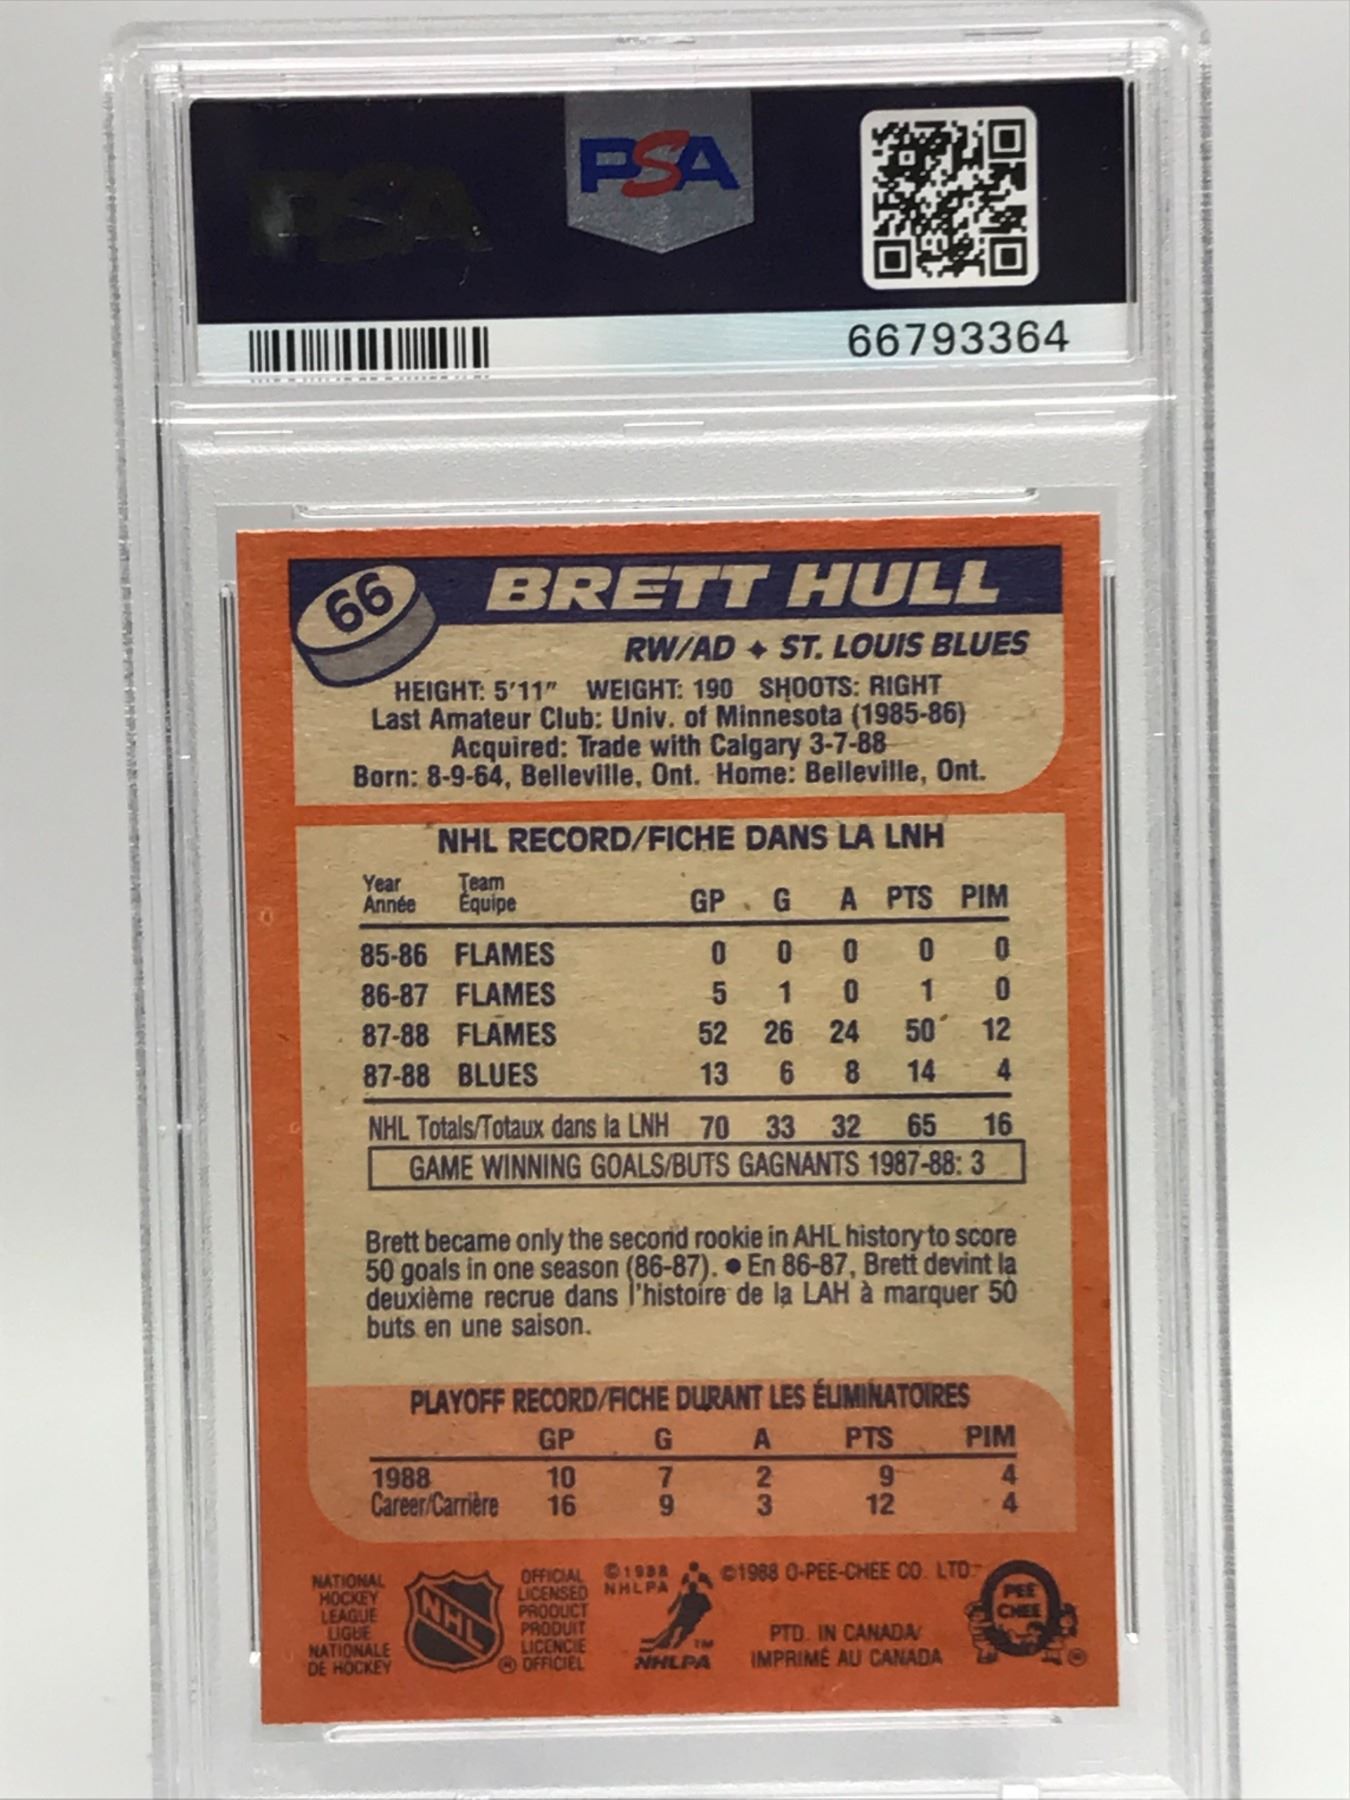 PSA
PSA
66793364
66
BRETT HULL
RW/AD ✦ ST. LOUIS BLUES
HEIGHT: 5'11" WEIGHT: 190 SHOOTS: RIGHT
Last Amateur Club: Univ. of Minnesota (1985-86)
Acquired: Trade with Calgary 3-7-88
Born: 8-9-64, Belleville, Ont. Home: Belleville, Ont.
NHL RECORD/FICHE DANS LA LNH
Year Team
Année Équipe GP G A PTS PIM
85-86 FLAMES 0 0 0 0 0
86-87 FLAMES 5 1 0 1 0
87-88 FLAMES 52 26 24 50 12
87-88 BLUES 13 6 8 14 4
NHL Totals/Totaux dans la LNH 70 33 32 65 16
GAME WINNING GOALS/BUTS GAGNANTS 1987-88: 3
Brett became only the second rookie in AHL history to score
50 goals in one season (86-87). ● En 86-87, Brett devint la
deuxième recrue dans l'histoire de la LAH à marquer 50
buts en une saison.
PLAYOFF RECORD/FICHE DURANT LES ÉLIMINATOIRES
GP G A PTS PIM
1988 10 7 2 9 4
Career/Carrière 16 9 3 12 4
NATIONAL
HOCKEY
LEAGUE
LIGUE
NATIONALE
DE HOCKEY
NHL
OFFICIAL
LICENSED
PRODUCT
PRODUIT
LICENCIE
® OFFICIEL
©1988
NHLPA
TM
NHLPA
©1988 O-PEE-CHEE CO. LTD.
PTD. IN CANADA/
IMPRIMÉ AU CANADA
PEE
CHEE
®